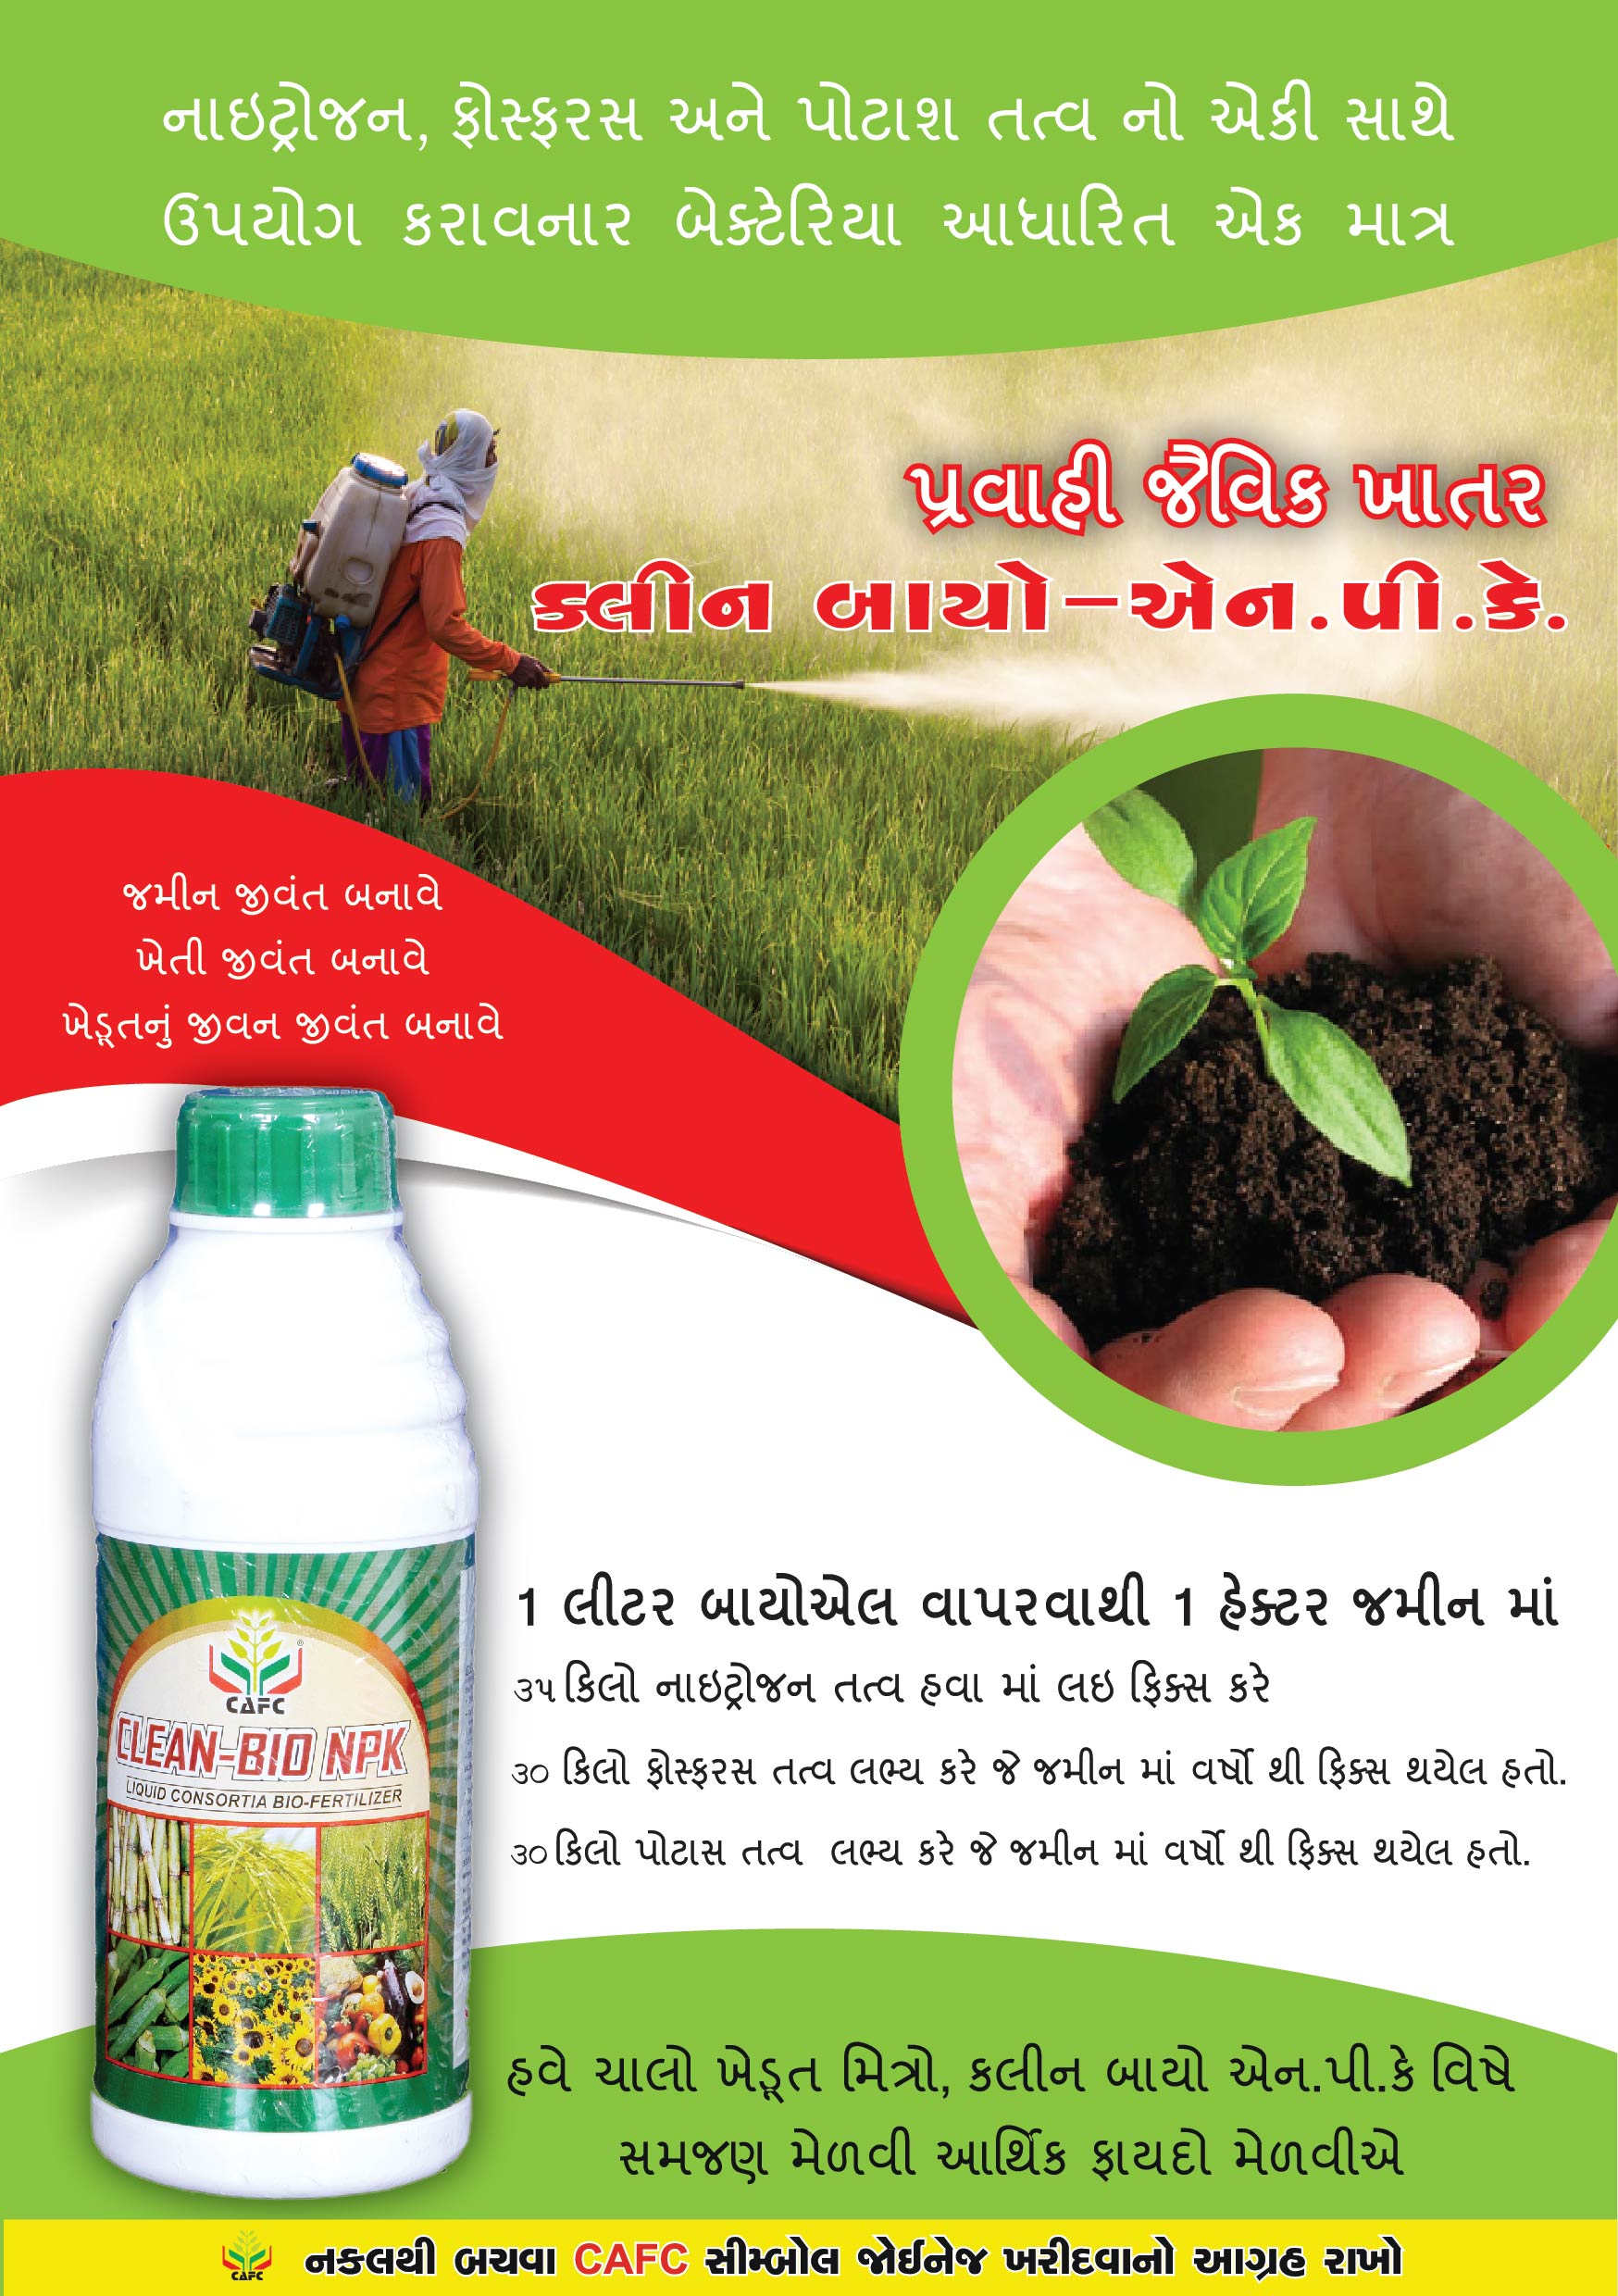 નાઇટ્રોજન, ફોસ્ફરસ અને પોટાશ તત્વ નો એકી સાથે
ઉપયોગ કરાવનાર બેક્ટેરિયા આધારિત એક માત્ર
પ્રવાહી જૈવિક ખાતર
ક્લીન બાયો-એન.પી.કે.
જમીન જીવંત બનાવે
ખેતી જીવંત બનાવે
ખેડૂતનું જીવન જીવંત બનાવે
CAFC
CLEAN-BIO NPK
LIQUID CONSORTIA BIO-FERTILIZER
1 લીટર બાયોએલ વાપરવાથી 1 હેક્ટર જમીન માં
૩૫ કિલો નાઇટ્રોજન તત્વ હવા માં લઇ ફિક્સ કરે
૩૦ કિલો ફોસ્ફરસ તત્વ લભ્ય કરે જે જમીન માં વર્ષો થી ફિક્સ થયેલ હતો.
૩૦ કિલો પોટાસ તત્વ લભ્ય કરે જે જમીન માં વર્ષો થી ફિક્સ થયેલ હતો.
હવે ચાલો ખેડૂત મિત્રો, કલીન બાયો એન.પી.કે વિષે
સમજણ મેળવી આર્થિક ફાયદો મેળવીએ
CAFC
નકલથી બચવા CAFC સીમ્બોલ જોઈનેજ ખરીદવાનો આગ્રહ રાખો